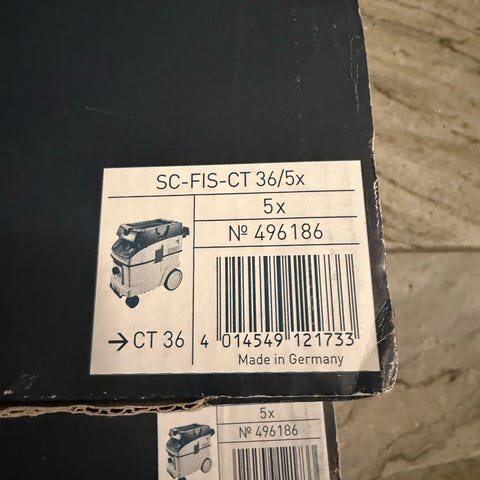 SC-FIS-CT 36/5x
5x
№ 496186
→ CT 36
4 014549 121733
Made in Germany
5x
№ 496186